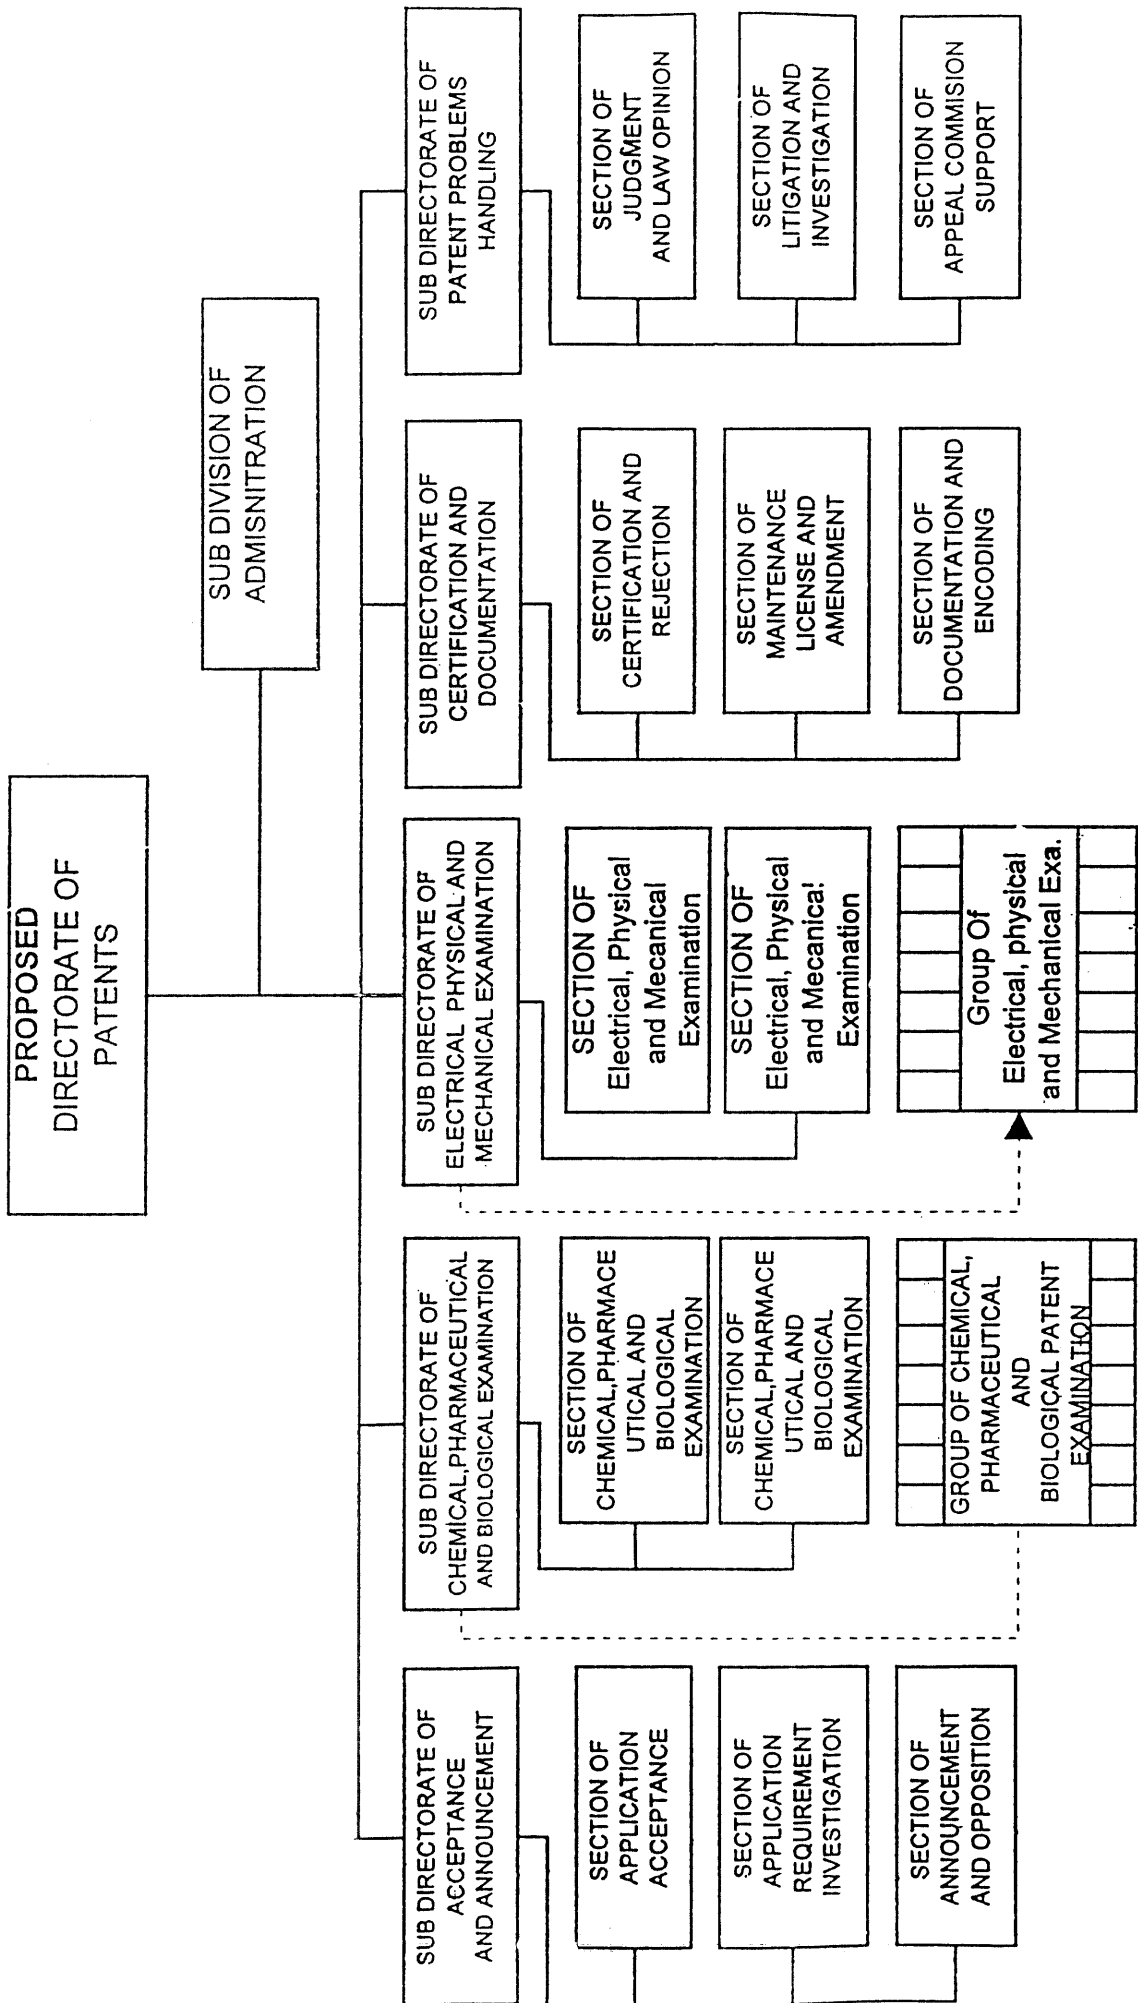 PROPOSED
DIRECTORATE OF
PATENTS
SUB DIVISION OF
ADMISNITRATION
SUB DIRECTORATE OF
ACCEPTANCE
AND ANNOUNCEMENT
SECTION OF
APPLICATION
ACCEPTANCE
SECTION OF
APPLICATION
REQUIREMENT
INVESTIGATION
SECTION OF
ANNOUNCEMENT
AND OPPOSITION
SUB DIRECTORATE OF
CHEMICAL,PHARMACEUTICAL
AND BIOLOGICAL EXAMINATION
SECTION OF
CHEMICAL,PHARMACE
UTICAL AND
BIOLOGICAL
EXAMINATION
SECTION OF
CHEMICAL,PHARMACE
UTICAL AND
BIOLOGICAL
EXAMINATION
GROUP OF CHEMICAL,
PHARMACEUTICAL
AND
BIOLOGICAL PATENT
EXAMINATION
SUB DIRECTORATE OF
ELECTRICAL PHYSICAL AND
MECHANICAL EXAMINATION
SECTION OF
Electrical, Physical
and Mecanical
Examination
SECTION OF
Electrical, Physical
and Mecanical
Examination
Group Of
Electrical, physical
and Mechanical Exa.
SUB DIRECTORATE OF
CERTIFICATION AND
DOCUMENTATION
SECTION OF
CERTIFICATION AND
REJECTION
SECTION OF
MAINTENANCE
LICENSE AND
AMENDMENT
SECTION OF
DOCUMENTATION AND
ENCODING
SUB DIRECTORATE OF
PATENT PROBLEMS
HANDLING
SECTION OF
JUDGMENT
AND LAW OPINION
SECTION OF
LITIGATION AND
INVESTIGATION
SECTION OF
APPEAL COMMISION
SUPPORT